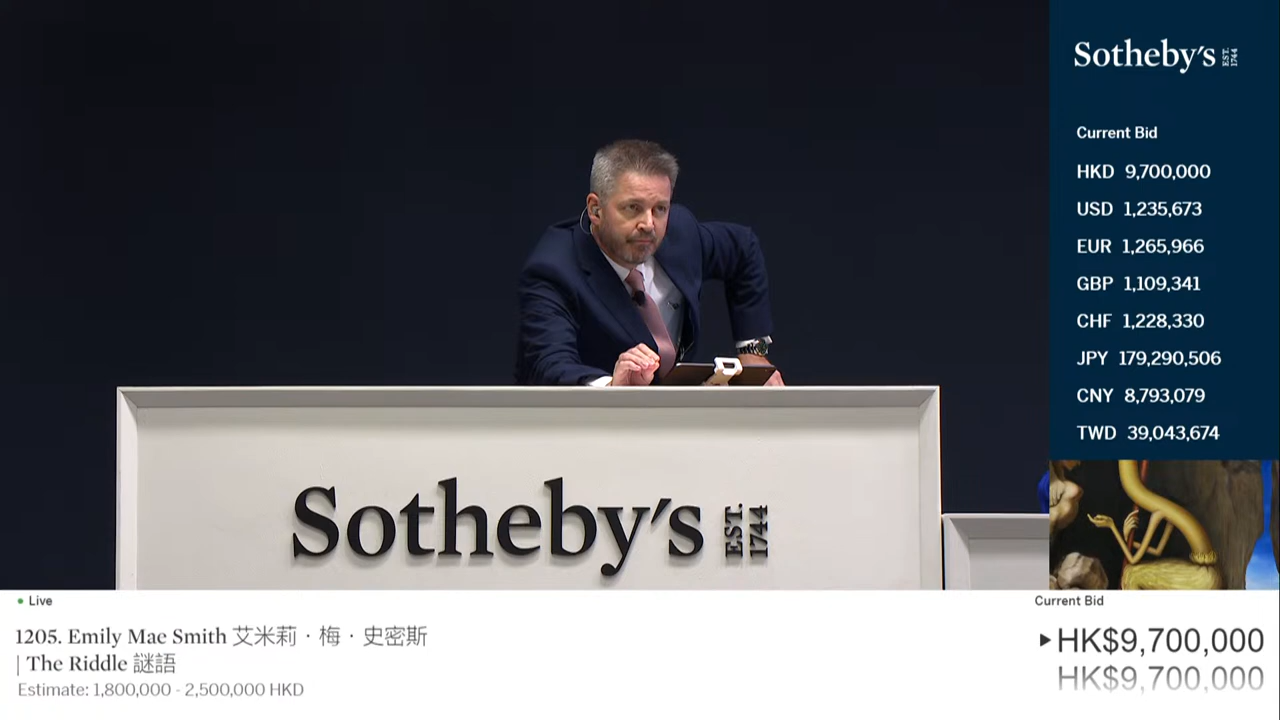 Sotheby's EST. 1744
Current Bid
HKD 9,700,000
USD 1,235,673
EUR 1,265,966
GBP 1,109,341
CHF 1,228,330
JPY 179,290,506
CNY 8,793,079
TWD 39,043,674
Sotheby's EST. 1744
Live
1205. Emily Mae Smith 艾米莉 · 梅 · 史密斯
| The Riddle 謎語
Estimate: 1,800,000 - 2,500,000 HKD
Current Bid
HK$9,700,000
HK$9,700,000